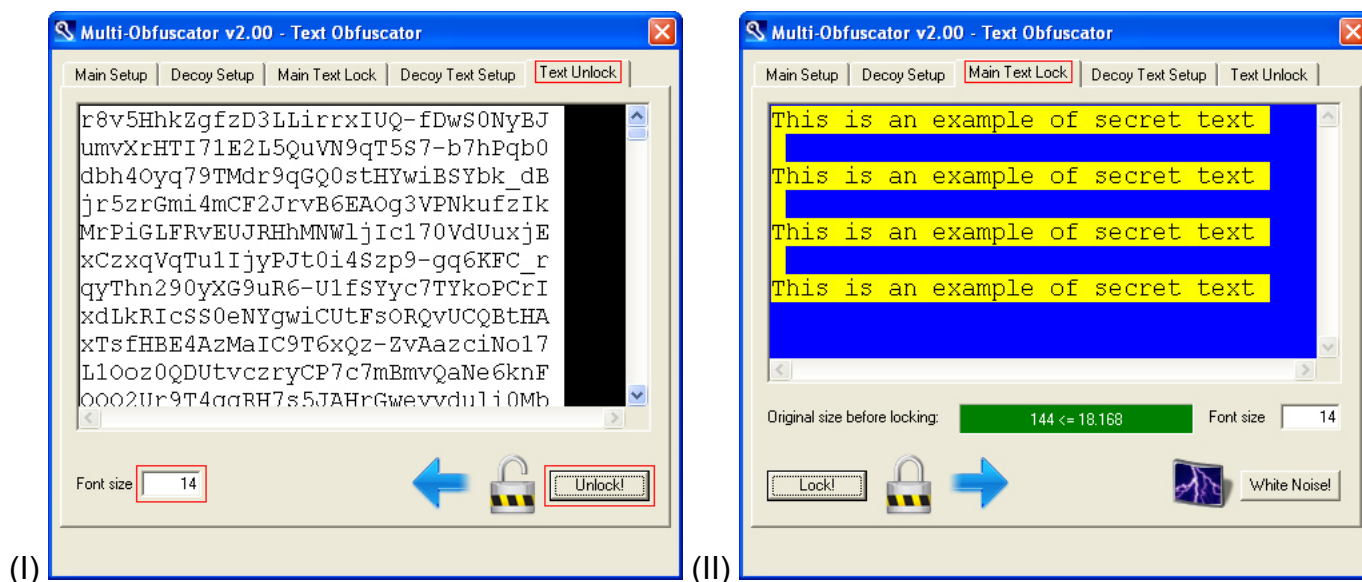 Multi-Obfuscator v2.00 - Text Obfuscator
Main Setup Decoy Setup Main Text Lock Decoy Text Setup Text Unlock
r8v5HhkZgfzD3LLirrxIUQ-fDwS0NyBJ
umvXrHTI71E2L5QuVN9qT5S7-b7hPqb0
dbh4Oyq79TMdr9qGQ0stHYwiBSYbk_dB
jr5zrGmi4mCF2JrvB6EAOg3VPNkufzIk
MrPiGLFRvEUJRHhMNWljIc170VdUuxjE
xCzxqVqTu1IjyPJt0i4Szp9-gq6KFC_r
qyThn290yXG9uR6-U1fSYyc7TYkoPCrI
xdLkRIcSS0eNYgwiCUtFsORQvUCQBtHA
xTsfHBE4AzMaIC9T6xQz-ZvAazciNo17
L1Ooz0QDUtvczryCP7c7mBmvQaNe6knF
Font size 14
Unlock!
(I)
Multi-Obfuscator v2.00 - Text Obfuscator
Main Setup Decoy Setup Main Text Lock Decoy Text Setup Text Unlock
This is an example of secret text
This is an example of secret text
This is an example of secret text
This is an example of secret text
Original size before locking: 144 <= 18.168 Font size 14
Lock! White Noise!
(II)